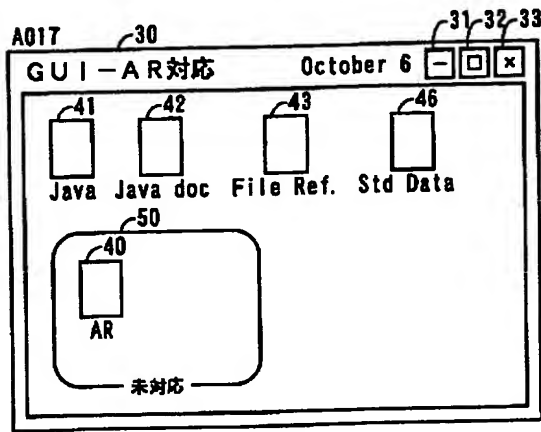 A017
30
31 32 33
GUI-AR対応 October 6 - □ ×
41 42 43 46
Java Java doc File Ref. Std Data
50
40
AR
未対応